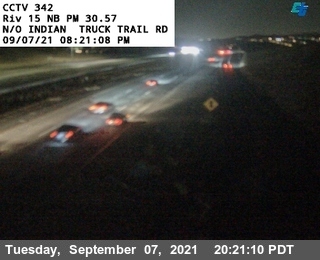 CCTV 342
Riv 15 NB PM 30.57
N/O INDIAN TRUCK TRAIL RD
09/07/21 08:21:08 PM
Tuesday, September 07, 2021 20:21:10 PDT